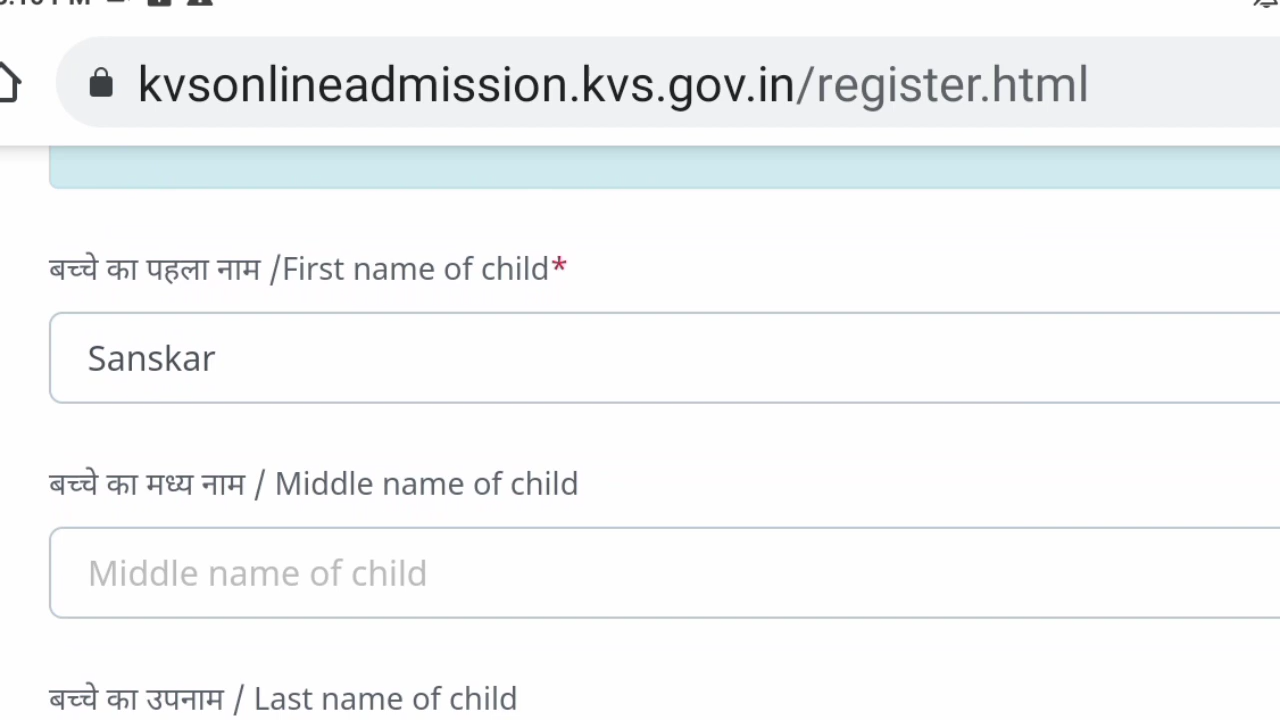 kvsonlineadmission.kvs.gov.in/register.html
बच्चे का पहला नाम /First name of child*
Sanskar
बच्चे का मध्य नाम / Middle name of child
Middle name of child
बच्चे का उपनाम / Last name of child